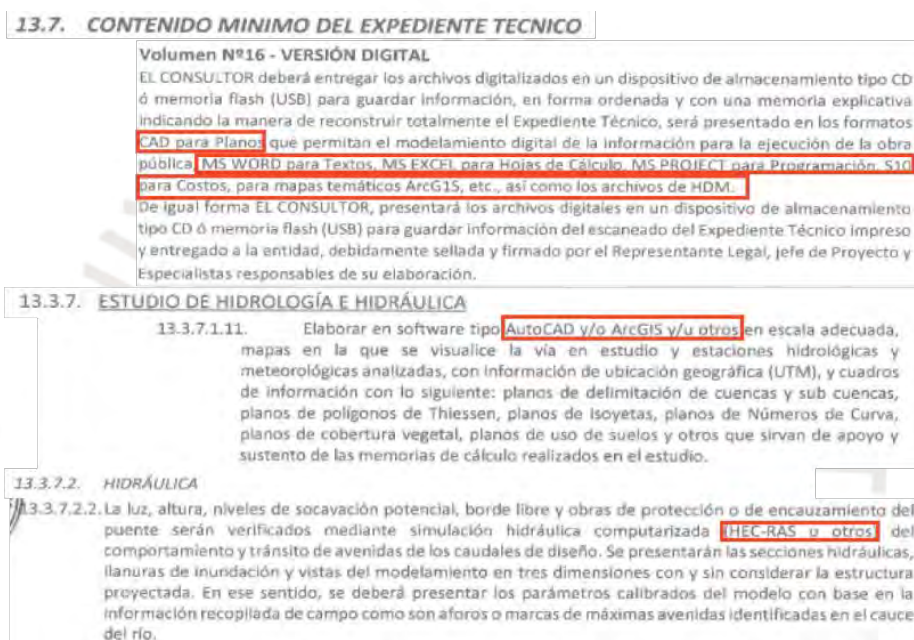 13.7. CONTENIDO MINIMO DEL EXPEDIENTE TECNICO
Volumen Nº16 - VERSIÓN DIGITAL
EL CONSULTOR deberá entregar los archivos digitalizados en un dispositivo de almacenamiento tipo CD
ó memoria flash (USB) para guardar información, en forma ordenada y con una memoria explicativa
indicando la manera de reconstruir totalmente el Expediente Técnico, será presentado en los formatos
CAD para Planos que permitan el modelamiento digital de la información para la ejecución de la obra
pública, MS WORD para Textos, MS EXCEL para Hojas de Cálculo, MS PROJECT para Programación, S10
para Costos, para mapas temáticos ArcG1S, etc., así como los archivos de HDM.
De igual forma EL CONSULTOR, presentará los archivos digitales en un dispositivo de almacenamiento
tipo CD ó memoria flash (USB) para guardar información del escaneado del Expediente Técnico impreso
y entregado a la entidad, debidamente sellada y firmado por el Representante Legal, jefe de Proyecto y
Especialistas responsables de su elaboración.
13.3.7. ESTUDIO DE HIDROLOGÍA E HIDRÁULICA
13.3.7.1.11. Elaborar en software tipo AutoCAD y/o ArcGIS y/u otros en escala adecuada,
mapas en la que se visualice la vía en estudio y estaciones hidrológicas y
meteorológicas analizadas, con información de ubicación geográfica (UTM), y cuadros
de información con lo siguiente: planos de delimitación de cuencas y sub cuencas,
planos de polígonos de Thiessen, planos de Isoyetas, planos de Números de Curva,
planos de cobertura vegetal, planos de uso de suelos y otros que sirvan de apoyo y
sustento de las memorias de cálculo realizados en el estudio.
13.3.7.2. HIDRÁULICA
13.3.7.2.2. La luz, altura, niveles de socavación potencial, borde libre y obras de protección o de encauzamiento del
puente serán verificados mediante simulación hidráulica computarizada (HEC-RAS u otros) del
comportamiento y tránsito de avenidas de los caudales de diseño. Se presentarán las secciones hidráulicas,
llanuras de inundación y vistas del modelamiento en tres dimensiones con y sin considerar la estructura
proyectada. En ese sentido, se deberá presentar los parámetros calibrados del modelo con base en la
información recopilada de campo como son aforos o marcas de máximas avenidas identificadas en el cauce
del río.